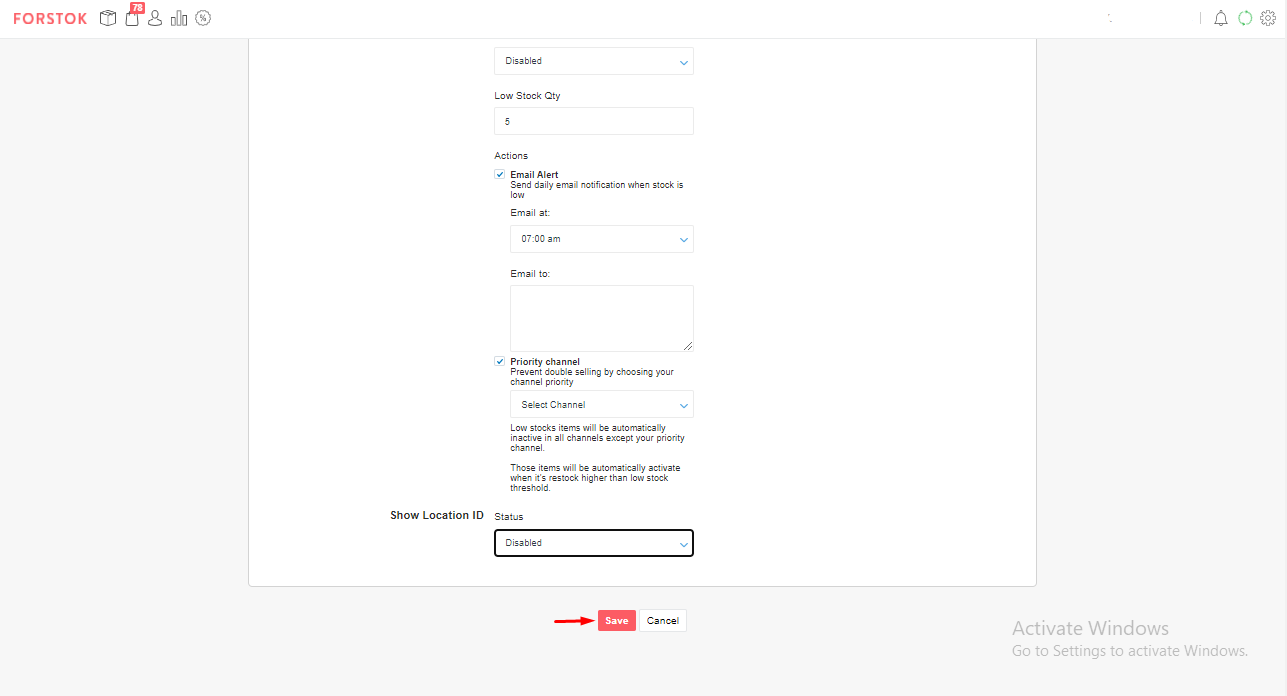 FORSTOK
78
Disabled
Low Stock Qty
5
Actions
Email Alert
Send daily email notification when stock is
low
Email at:
07:00 am
Email to:
Priority channel
Prevent double selling by choosing your
channel priority
Select Channel
Low stocks items will be automatically
inactive in all channels except your priority
channel.
Those items will be automatically activate
when it's restock higher than low stock
threshold.
Show Location ID Status
Disabled
Save Cancel
Activate Windows
Go to Settings to activate Windows.